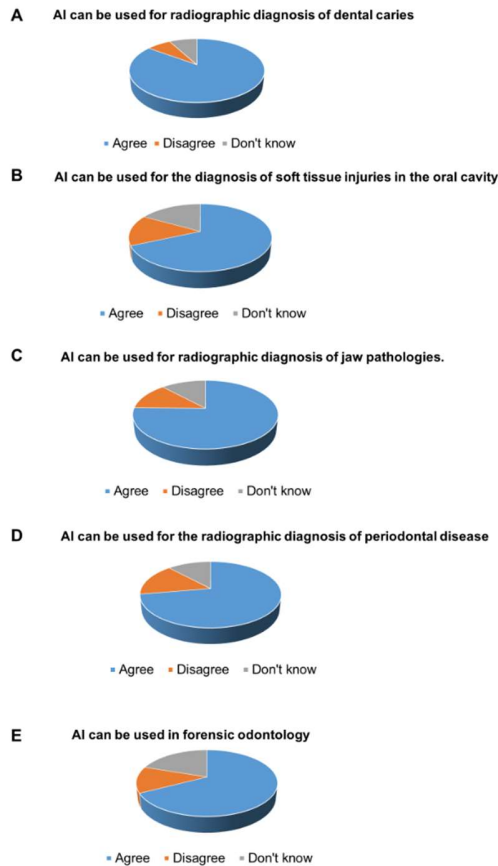 A AI can be used for radiographic diagnosis of dental caries
Agree Disagree Don't know
B AI can be used for the diagnosis of soft tissue injuries in the oral cavity
Agree Disagree Don't know
C AI can be used for radiographic diagnosis of jaw pathologies.
Agree Disagree Don't know
D AI can be used for the radiographic diagnosis of periodontal disease
Agree Disagree Don't know
E AI can be used in forensic odontology
Agree Disagree Don't know